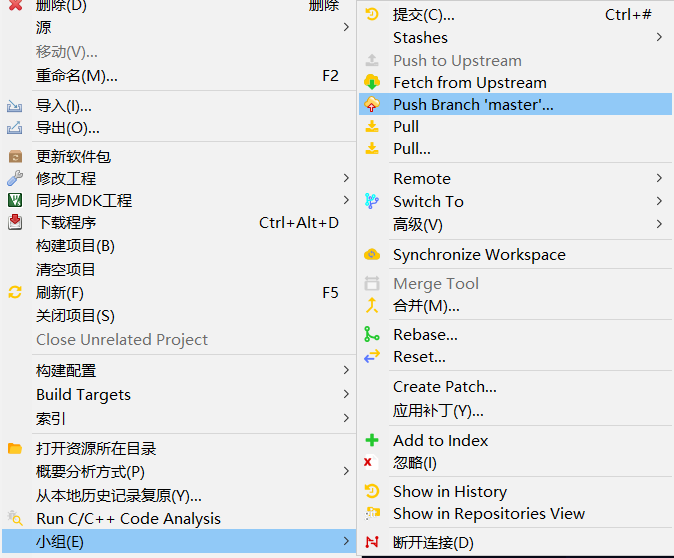 删除(D) 删除
源
移动(V)...
重命名(M)... F2
导入(I)...
导出(O)...
更新软件包
修改工程
同步MDK工程
下载程序 Ctrl+Alt+D
构建项目(B)
清空项目
刷新(F) F5
关闭项目(S)
Close Unrelated Project
构建配置
Build Targets
索引
打开资源所在目录
概要分析方式(P)
从本地历史记录复原(Y)...
Run C/C++ Code Analysis
小组(E)
提交(C)... Ctrl+#
Stashes
Push to Upstream
Fetch from Upstream
Push Branch 'master'...
Pull
Pull...
Remote
Switch To
高级(V)
Synchronize Workspace
Merge Tool
合并(M)...
Rebase...
Reset...
Create Patch...
应用补丁(Y)...
Add to Index
忽略(I)
Show in History
Show in Repositories View
断开连接(D)